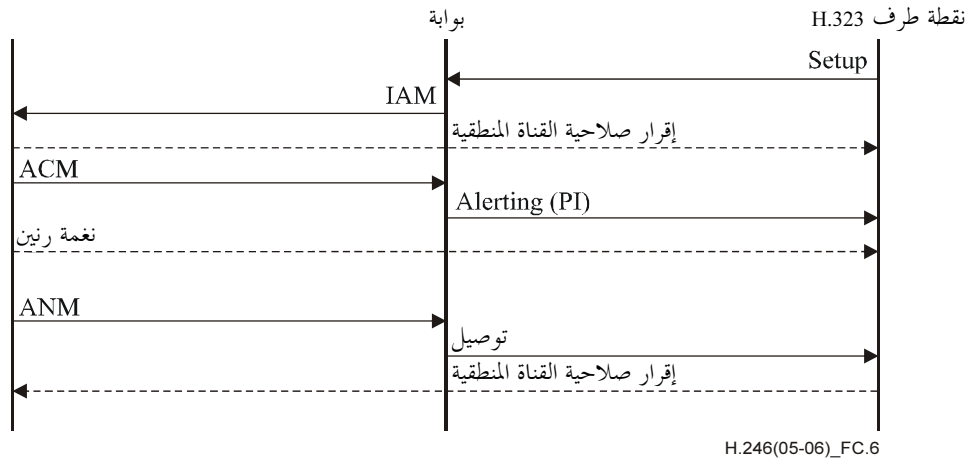 بوابة
نقطة طرف H.323
Setup
IAM
إقرار صلاحية القناة المنطقية
ACM
Alerting (PI)
نغمة رنين
ANM
توصيل
إقرار صلاحية القناة المنطقية
H.246(05-06)_FC.6